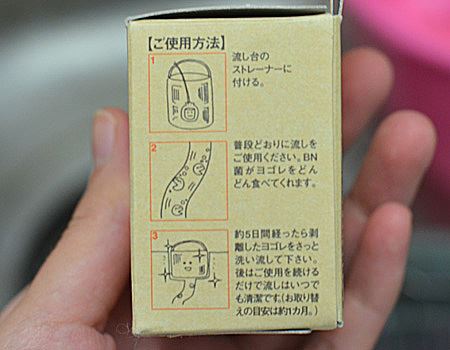 【ご使用方法】
1
流し台の
ストレーナーに
付ける。
2
普段どおりに流しを
ご使用ください。BN
菌がヨゴレをどん
どん食べてくれます。
3
約5日間経ったら剥
離したヨゴレをさっと
洗い流して下さい。
後はご使用を続ける
だけで流しはいつで
も清潔です。(お取り替
えの目安は約1カ月。)